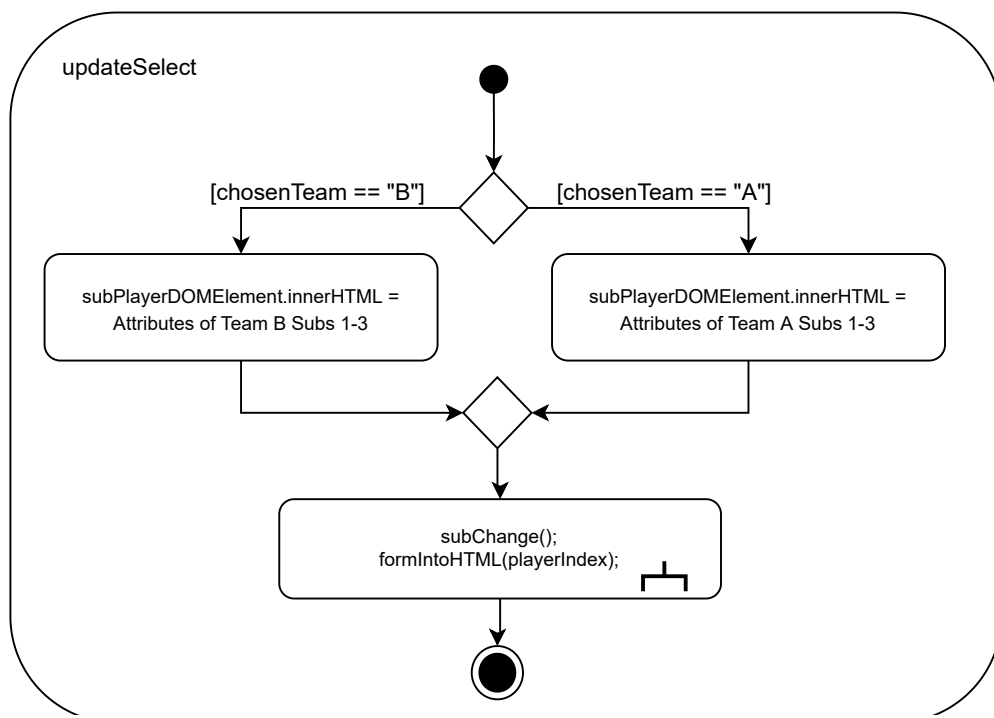 updateSelect
[chosenTeam == "B"]
[chosenTeam == "A"]
subPlayerDOMElement.innerHTML =
Attributes of Team B Subs 1-3
subPlayerDOMElement.innerHTML =
Attributes of Team A Subs 1-3
subChange();
formIntoHTML(playerIndex);